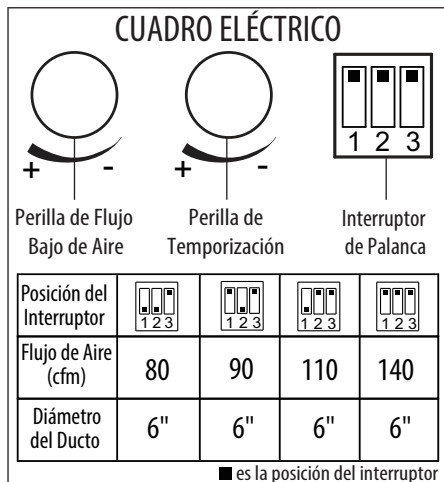 CUADRO ELÉCTRICO
1 2 3
+ -
+ -
Perilla de Flujo
Bajo de Aire
Perilla de
Temporización
Interruptor
de Palanca
Posición del
Interruptor
1 2 3
1 2 3
1 2 3
1 2 3
Flujo de Aire
(cfm)
80 90 110 140
Diámetro
del Ducto
6" 6" 6" 6"
■ es la posición del interruptor